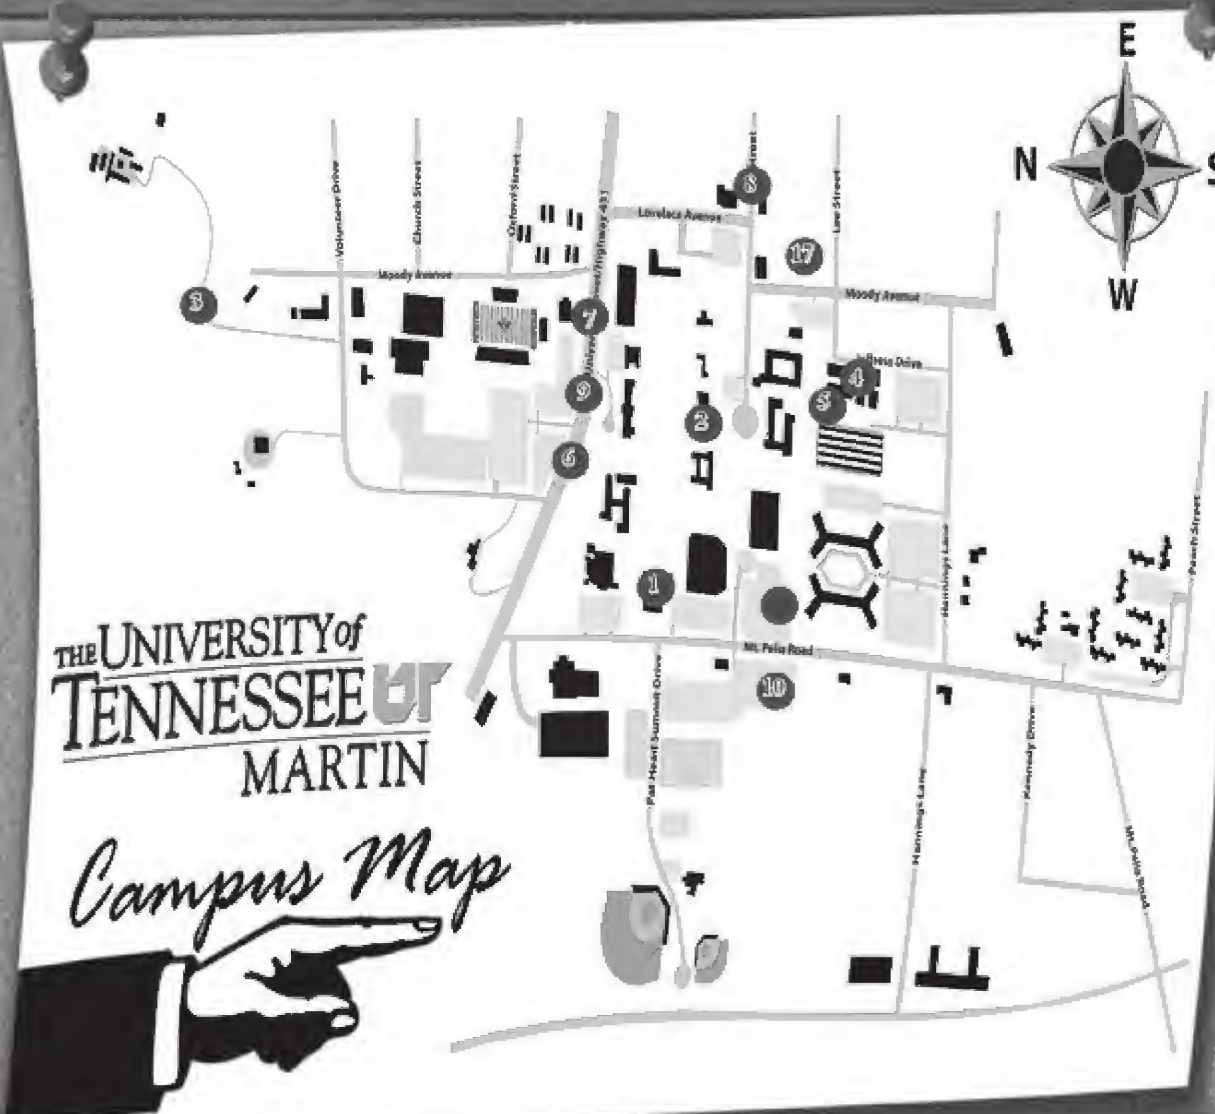 E
N
S
W
Volunteer Drive
Church Street
Oxford Street
Lovelace Avenue
Lee Street
8
17
Moody Avenue
Moody Avenue
3
7
9
4
5
2
6
1
Hannings Lane
Peach Street
Mt. Pelia Road
10
Pat Head Summitt Drive
Hannings Lane
Kennedy Drive
Mt. Pelia Road
THE UNIVERSITY of
TENNESSEE UT
MARTIN
Campus Map